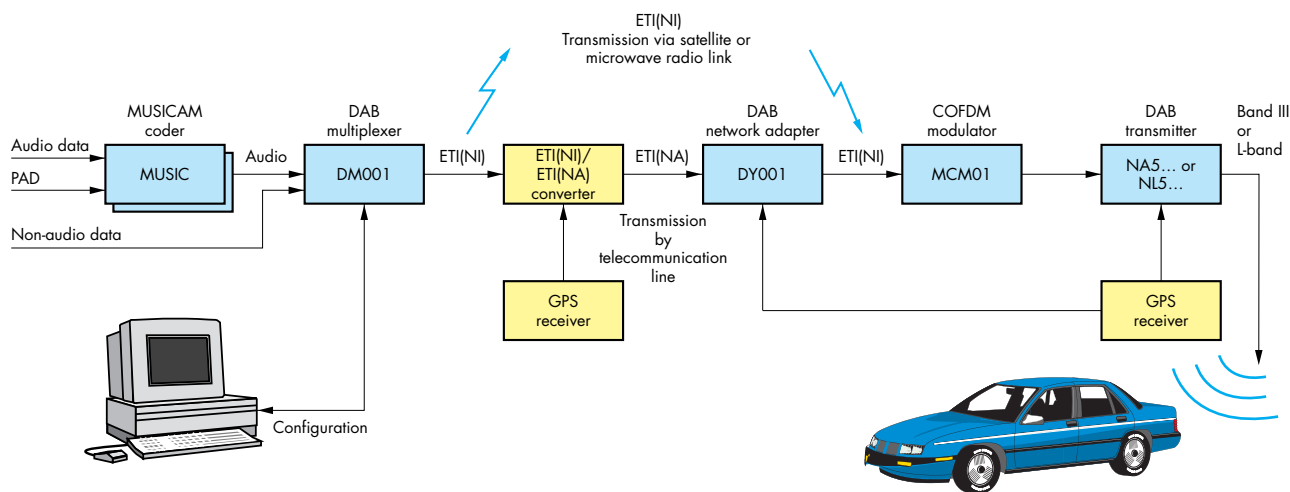 ETI(NI)
Transmission via satellite or
microwave radio link
MUSICAM
coder
DAB
multiplexer
DAB
network adapter
COFDM
modulator
DAB
transmitter
Band III
or
L-band
Audio data
PAD
MUSIC
Audio
DM001
ETI(NI)
ETI(NI)/
ETI(NA)
converter
ETI(NA)
DY001
ETI(NI)
MCM01
NA5... or
NL5...
Non-audio data
Transmission
by
telecommunication
line
GPS
receiver
GPS
receiver
Configuration